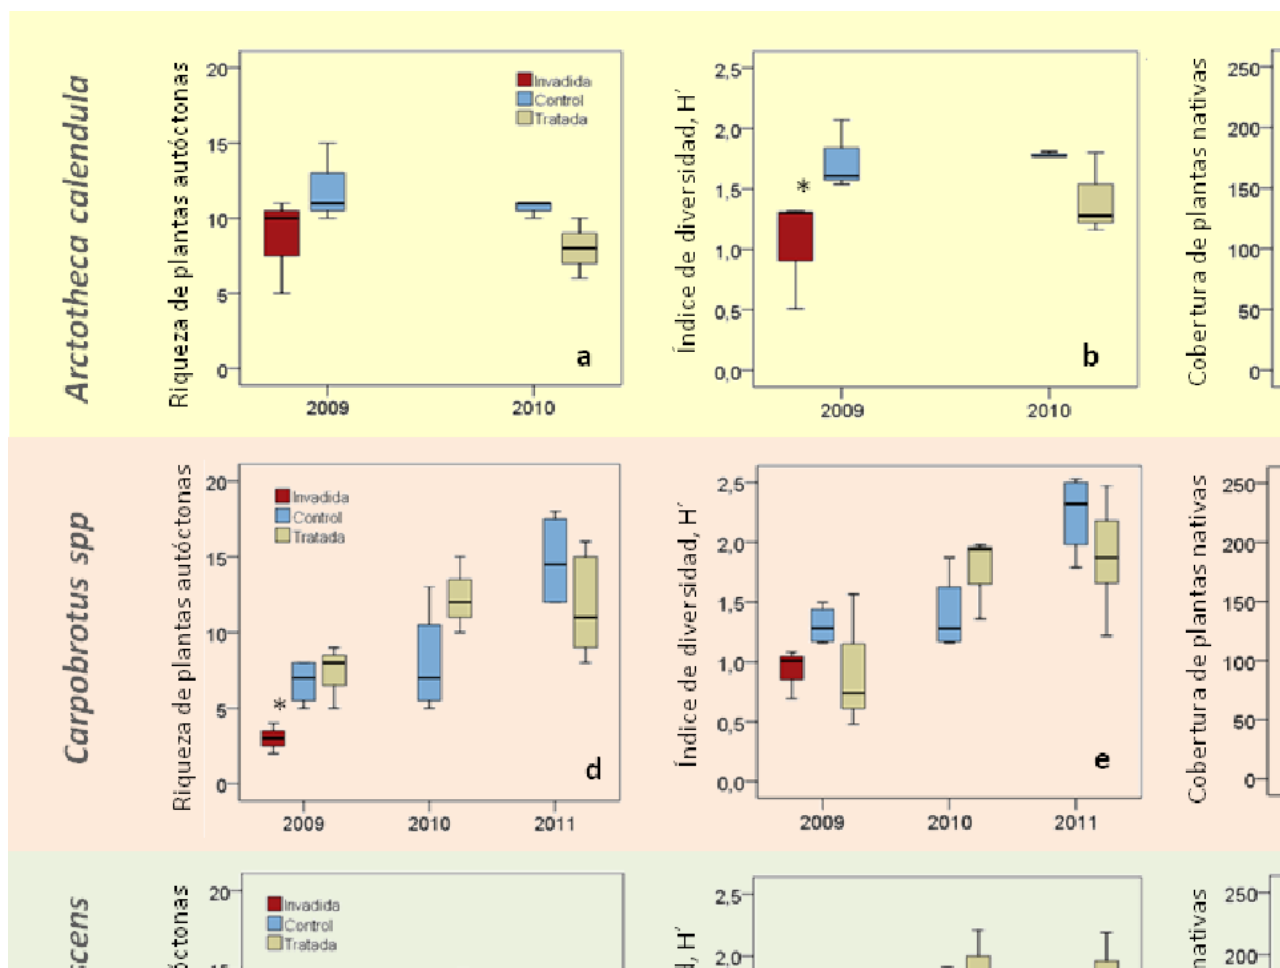 Arctotheca calendula
Riqueza de plantas autóctonas
20
15
10
5
0
Invadida
Control
Tratada
a
2009
2010
Índice de diversidad, H´
2,5
2,0
1,5
1,0
0,5
0,0
*
b
2009
2010
Cobertura de plantas nativas
250
200
150
100
50
0
Carpobrotus spp
Riqueza de plantas autóctonas
20
15
10
5
0
Invadida
Control
Tratada
*
d
2009
2010
2011
Índice de diversidad, H´
2,5
2,0
1,5
1,0
0,5
0,0
e
2009
2010
2011
Cobertura de plantas nativas
250
200
150
100
50
0
20
Invadida
Control
Tratada
2,5
2,0
H´
nativas
250
200